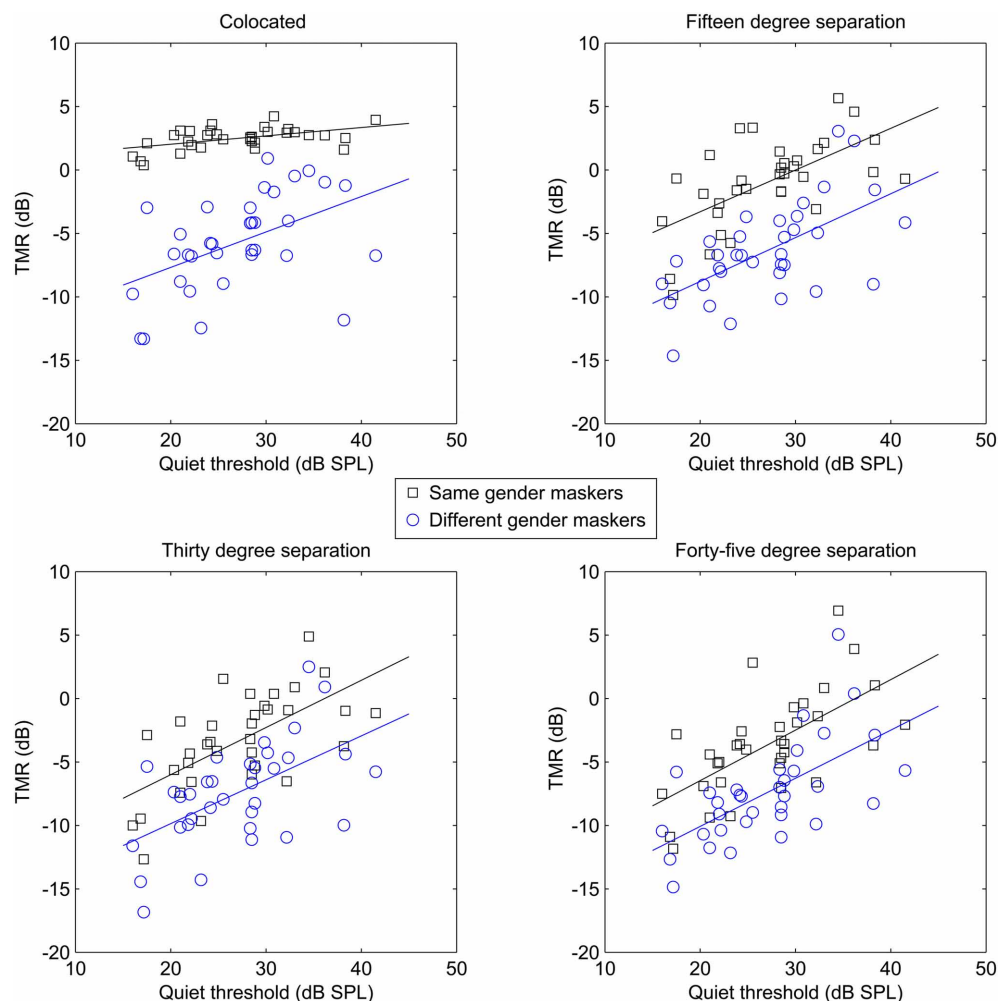 Colocated
10
5
0
-5
-10
-15
-20
TMR (dB)
10 20 30 40 50
Quiet threshold (dB SPL)
Fifteen degree separation
10
5
0
-5
-10
-15
-20
TMR (dB)
10 20 30 40 50
Quiet threshold (dB SPL)
Same gender maskers
Different gender maskers
Thirty degree separation
10
5
0
-5
-10
-15
-20
TMR (dB)
10 20 30 40 50
Quiet threshold (dB SPL)
Forty-five degree separation
10
5
0
-5
-10
-15
-20
TMR (dB)
10 20 30 40 50
Quiet threshold (dB SPL)